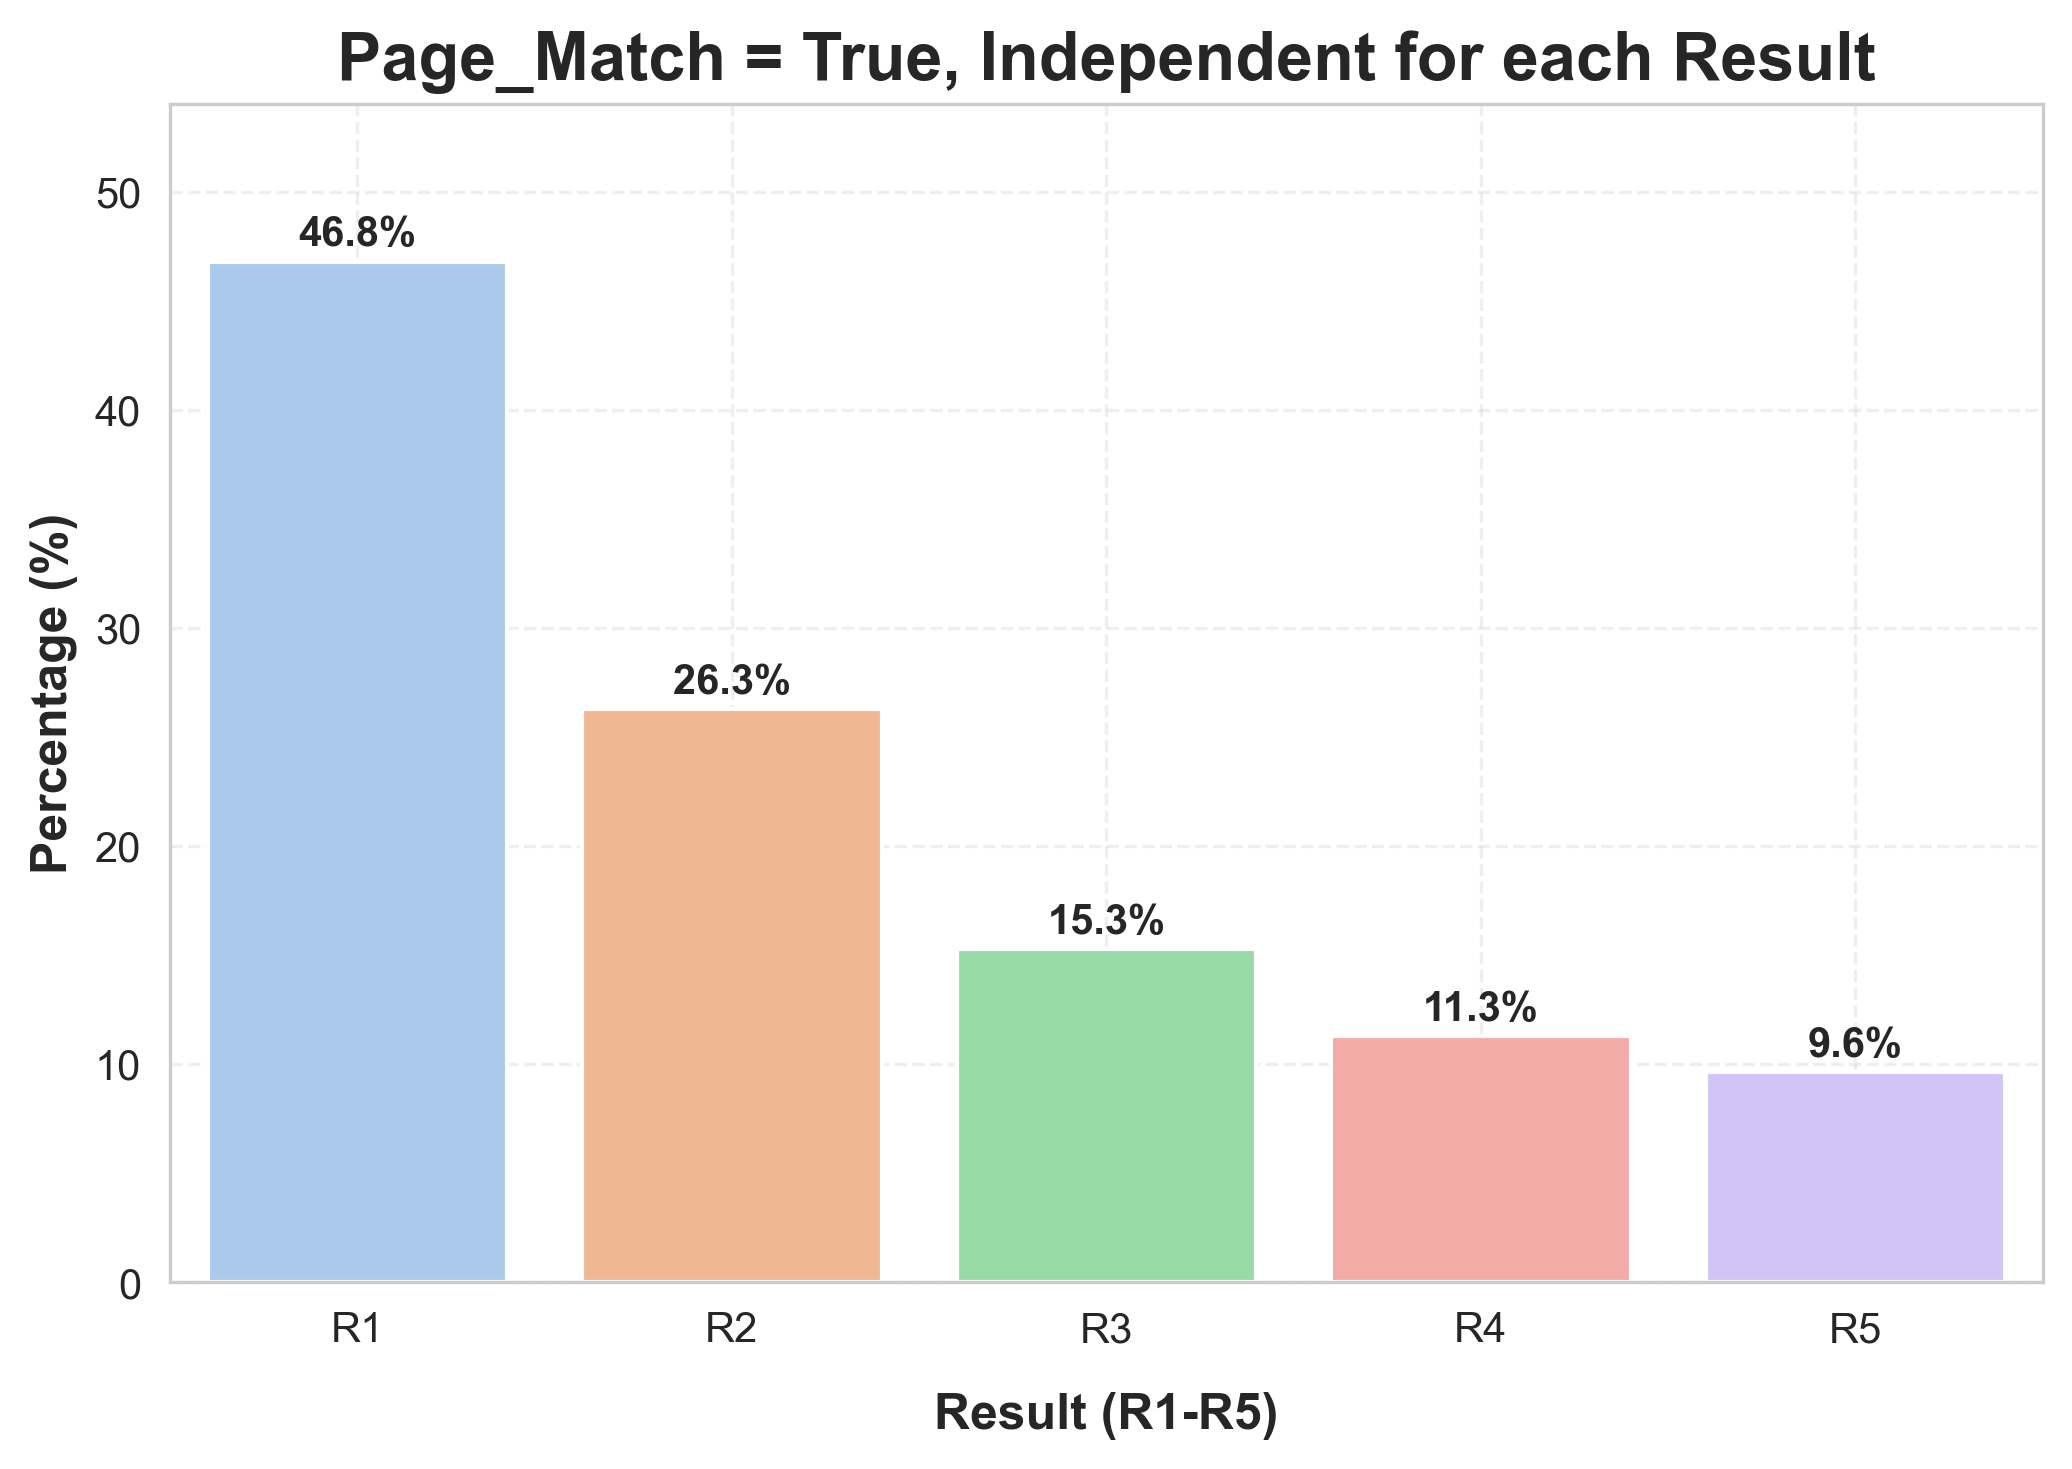 Page_Match = True, Independent for each Result
Percentage (%)
50
40
30
20
10
0
46.8%
26.3%
15.3%
11.3%
9.6%
R1
R2
R3
R4
R5
Result (R1-R5)